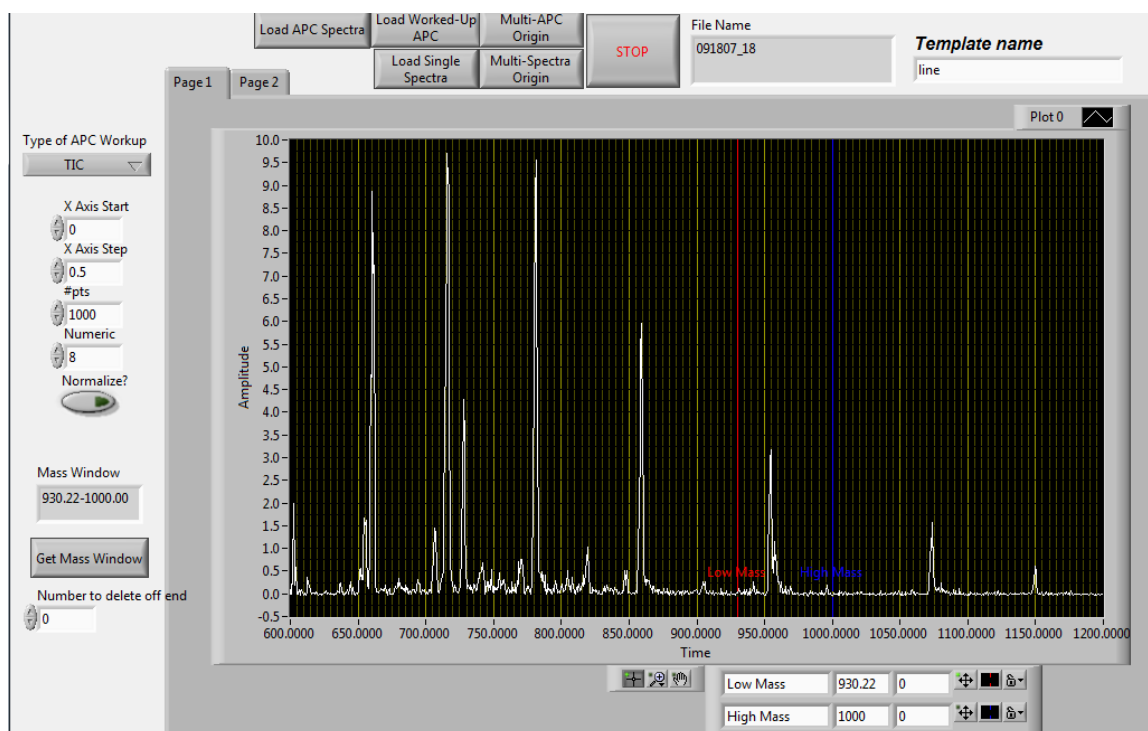 Load APC Spectra
Load Worked-Up
APC
Multi-APC
Origin
Load Single
Spectra
Multi-Spectra
Origin
STOP
File Name
091807_18
Template name
line
Page 1
Page 2
Plot 0
Type of APC Workup
TIC
X Axis Start
0
X Axis Step
0.5
#pts
1000
Numeric
8
Normalize?
Mass Window
930.22-1000.00
Get Mass Window
Number to delete off end
0
Amplitude
10.0
9.5
9.0
8.5
8.0
7.5
7.0
6.5
6.0
5.5
5.0
4.5
4.0
3.5
3.0
2.5
2.0
1.5
1.0
0.5
0.0
-0.5
Low Mass
High Mass
600.0000 650.0000 700.0000 750.0000 800.0000 850.0000 900.0000 950.0000 1000.0000 1050.0000 1100.0000 1150.0000 1200.0000
Time
Low Mass 930.22 0
High Mass 1000 0